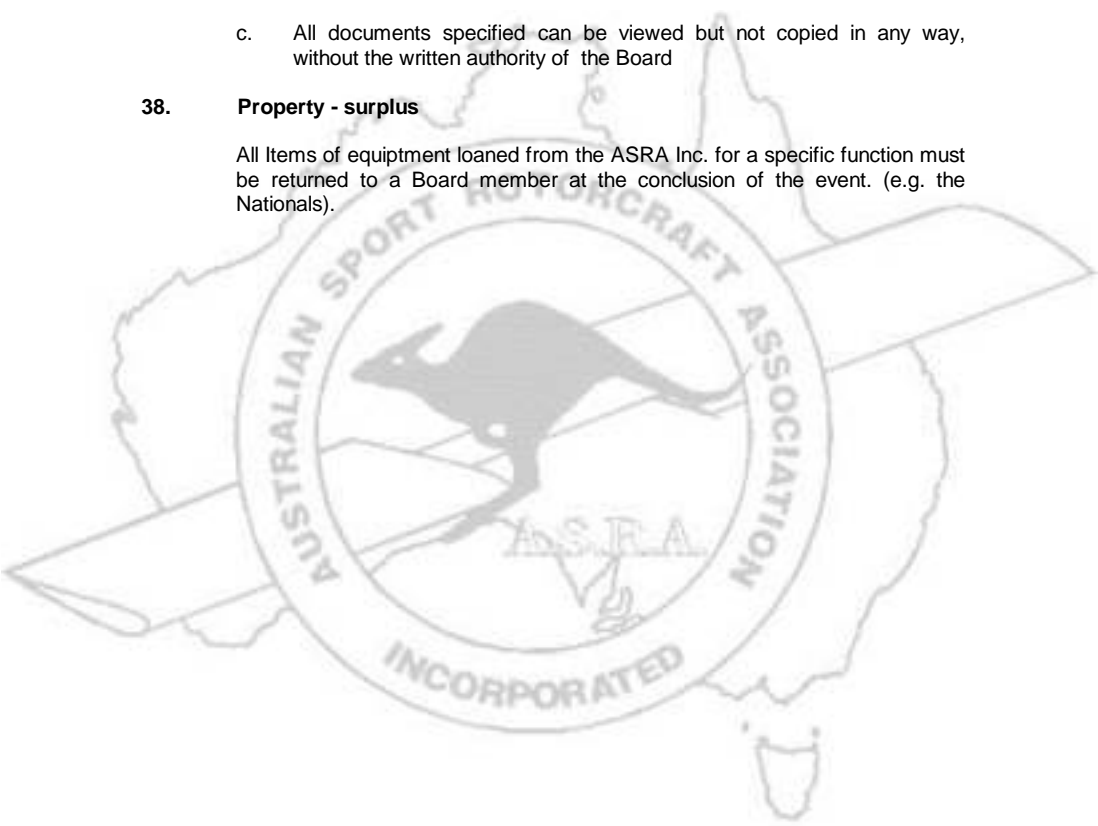 c. All documents specified can be viewed but not copied in any way,
without the written authority of the Board
38. Property - surplus
All Items of equiptment loaned from the ASRA Inc. for a specific function must
be returned to a Board member at the conclusion of the event. (e.g. the
Nationals).
AUSTRALIAN SPORT ROTORCRAFT ASSOCIATION
A.S.R.A.
INCORPORATED